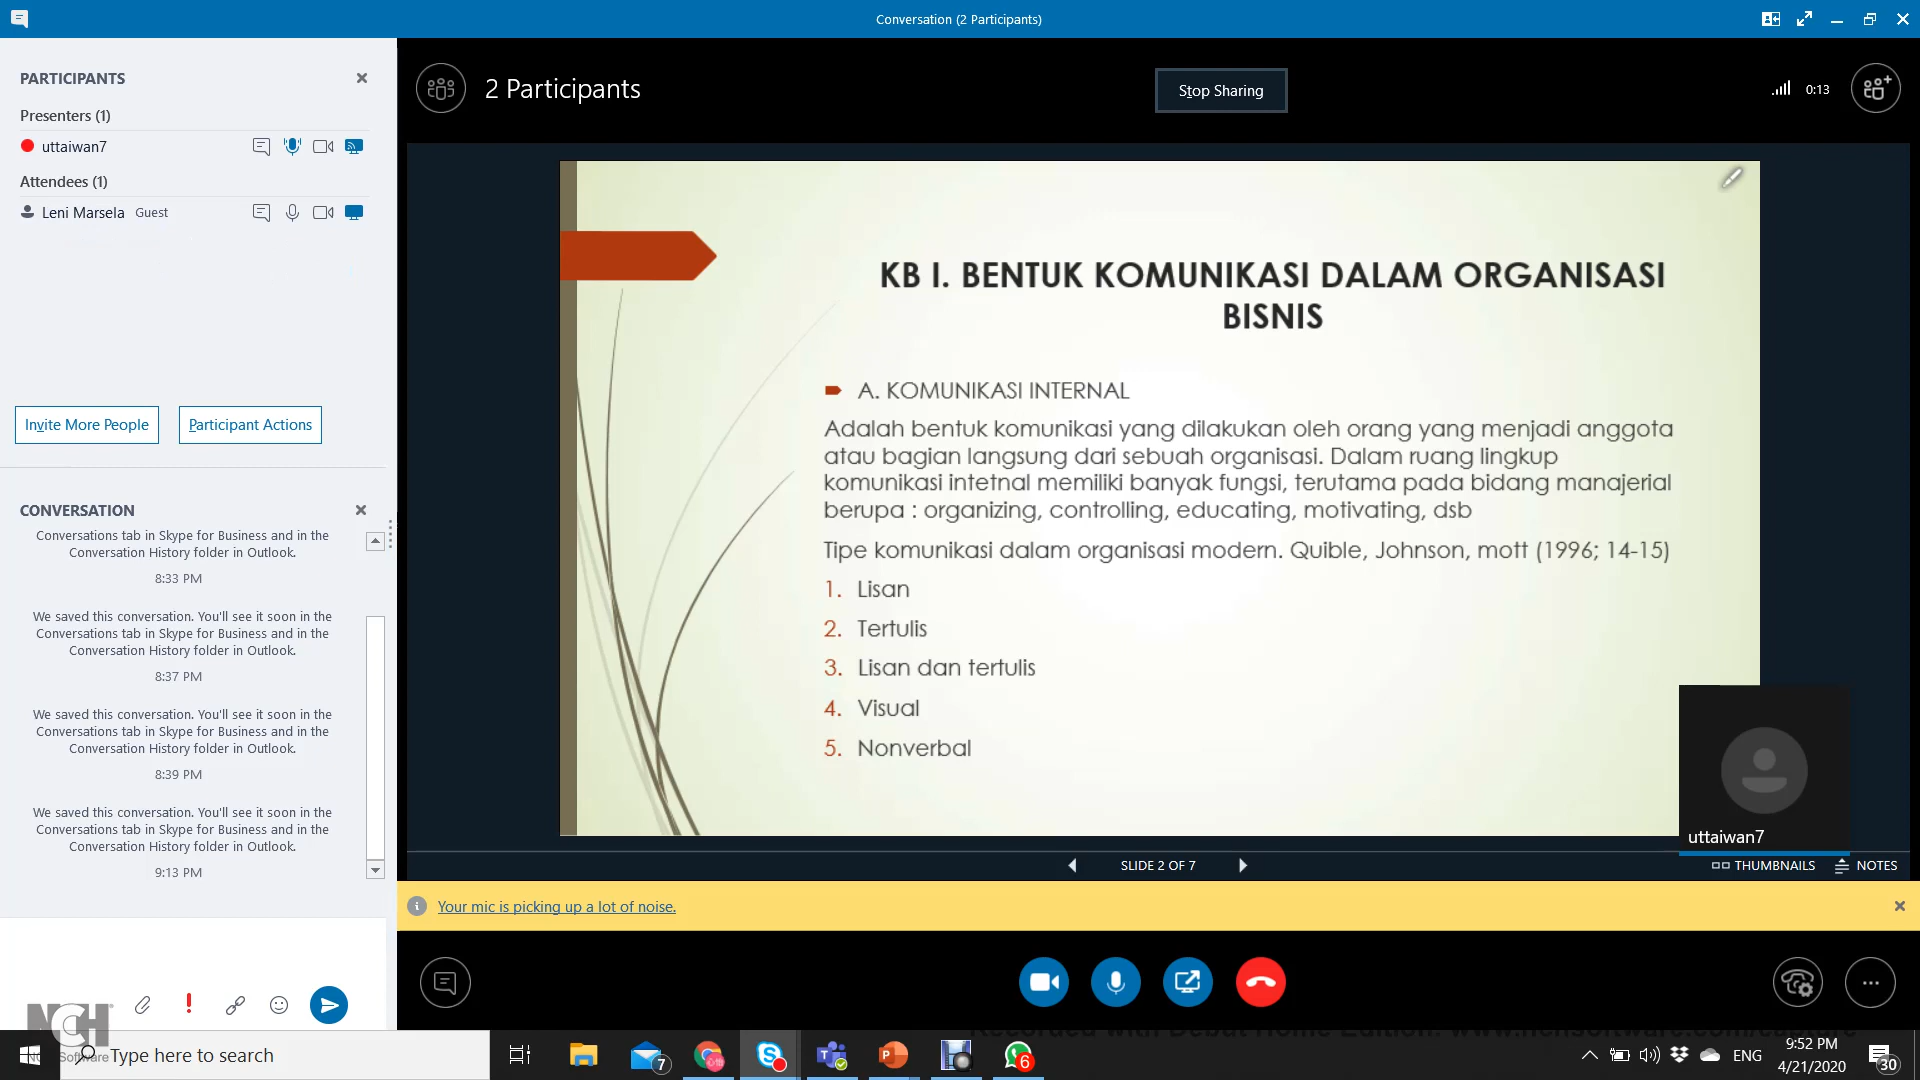 Conversation (2 Participants)
PARTICIPANTS
Presenters (1)
uttaiwan7
Attendees (1)
Leni Marsela Guest
Invite More People
Participant Actions
CONVERSATION
Conversations tab in Skype for Business and in the
Conversation History folder in Outlook.
8:33 PM
We saved this conversation. You'll see it soon in the
Conversations tab in Skype for Business and in the
Conversation History folder in Outlook.
8:37 PM
We saved this conversation. You'll see it soon in the
Conversations tab in Skype for Business and in the
Conversation History folder in Outlook.
8:39 PM
We saved this conversation. You'll see it soon in the
Conversations tab in Skype for Business and in the
Conversation History folder in Outlook.
9:13 PM
2 Participants
Stop Sharing
0:13
KB I. BENTUK KOMUNIKASI DALAM ORGANISASI
BISNIS
A. KOMUNIKASI INTERNAL
Adalah bentuk komunikasi yang dilakukan oleh orang yang menjadi anggota
atau bagian langsung dari sebuah organisasi. Dalam ruang lingkup
komunikasi intetnal memiliki banyak fungsi, terutama pada bidang manajerial
berupa : organizing, controlling, educating, motivating, dsb
Tipe komunikasi dalam organisasi modern. Quible, Johnson, mott (1996; 14-15)
1. Lisan
2. Tertulis
3. Lisan dan tertulis
4. Visual
5. Nonverbal
uttaiwan7
SLIDE 2 OF 7
THUMBNAILS
NOTES
Your mic is picking up a lot of noise.
NCH
Software
Type here to search
7
6
ENG
9:52 PM
4/21/2020
30